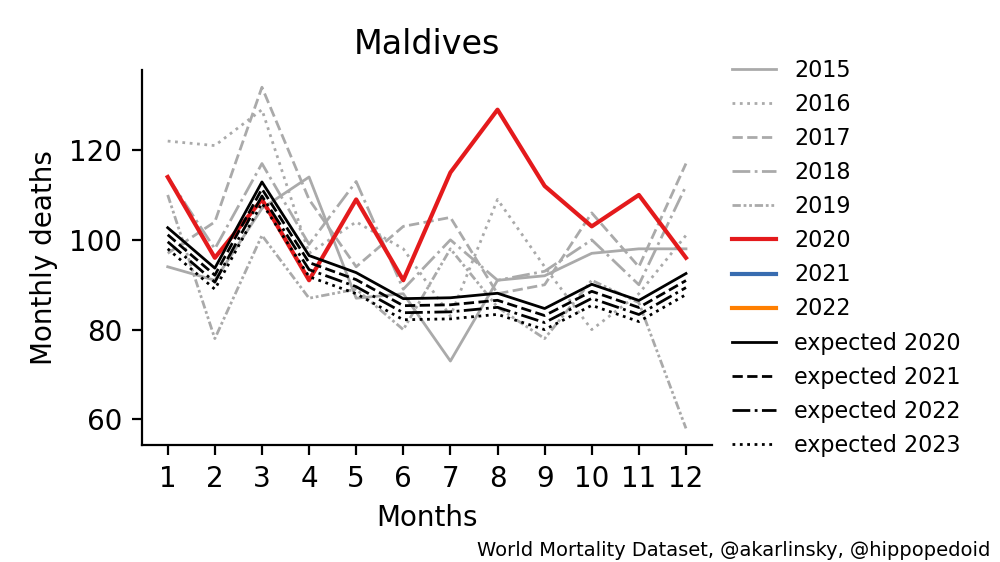 Maldives
Monthly deaths
120
100
80
60
1 2 3 4 5 6 7 8 9 10 11 12
Months
2015
2016
2017
2018
2019
2020
2021
2022
expected 2020
expected 2021
expected 2022
expected 2023
World Mortality Dataset, @akarlinsky, @hippopedoid